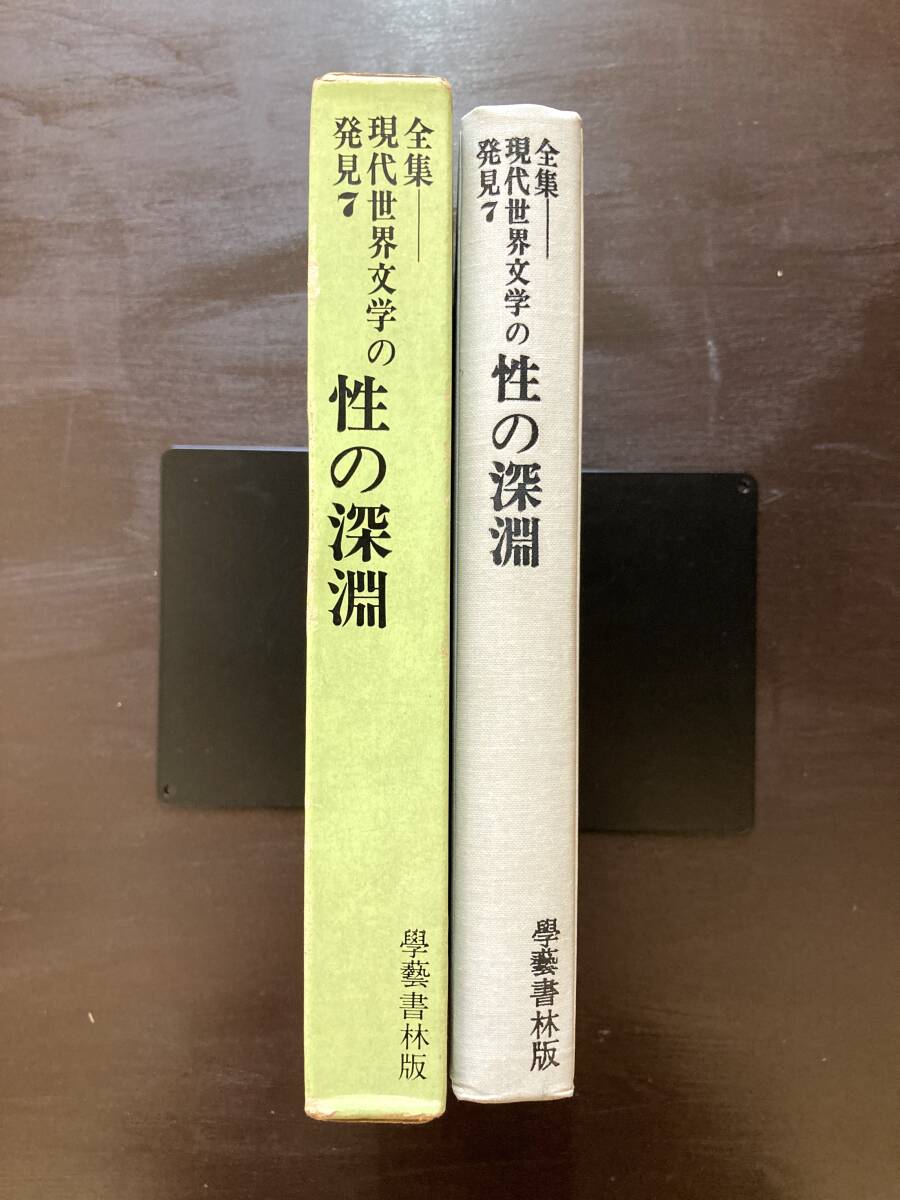 全集――
現代世界文学の
発見7
性の深淵
學藝書林版
全集――
現代世界文学の
発見7
性の深淵
學藝書林版